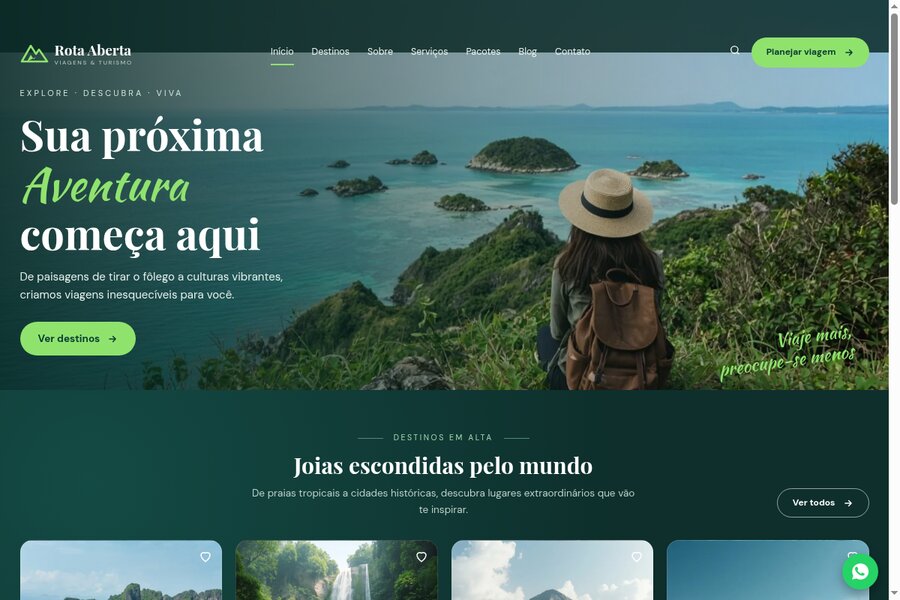 Rota Aberta
VIAGENS & TURISMO
Início
Destinos
Sobre
Serviços
Pacotes
Blog
Contato
Planejar viagem
EXPLORE · DESCUBRA · VIVA
Sua próxima
Aventura
começa aqui
De paisagens de tirar o fôlego a culturas vibrantes,
criamos viagens inesquecíveis para você.
Ver destinos
Viaje mais,
preocupe-se menos
DESTINOS EM ALTA
Joias escondidas pelo mundo
De praias tropicais a cidades históricas, descubra lugares extraordinários que vão
te inspirar.
Ver todos